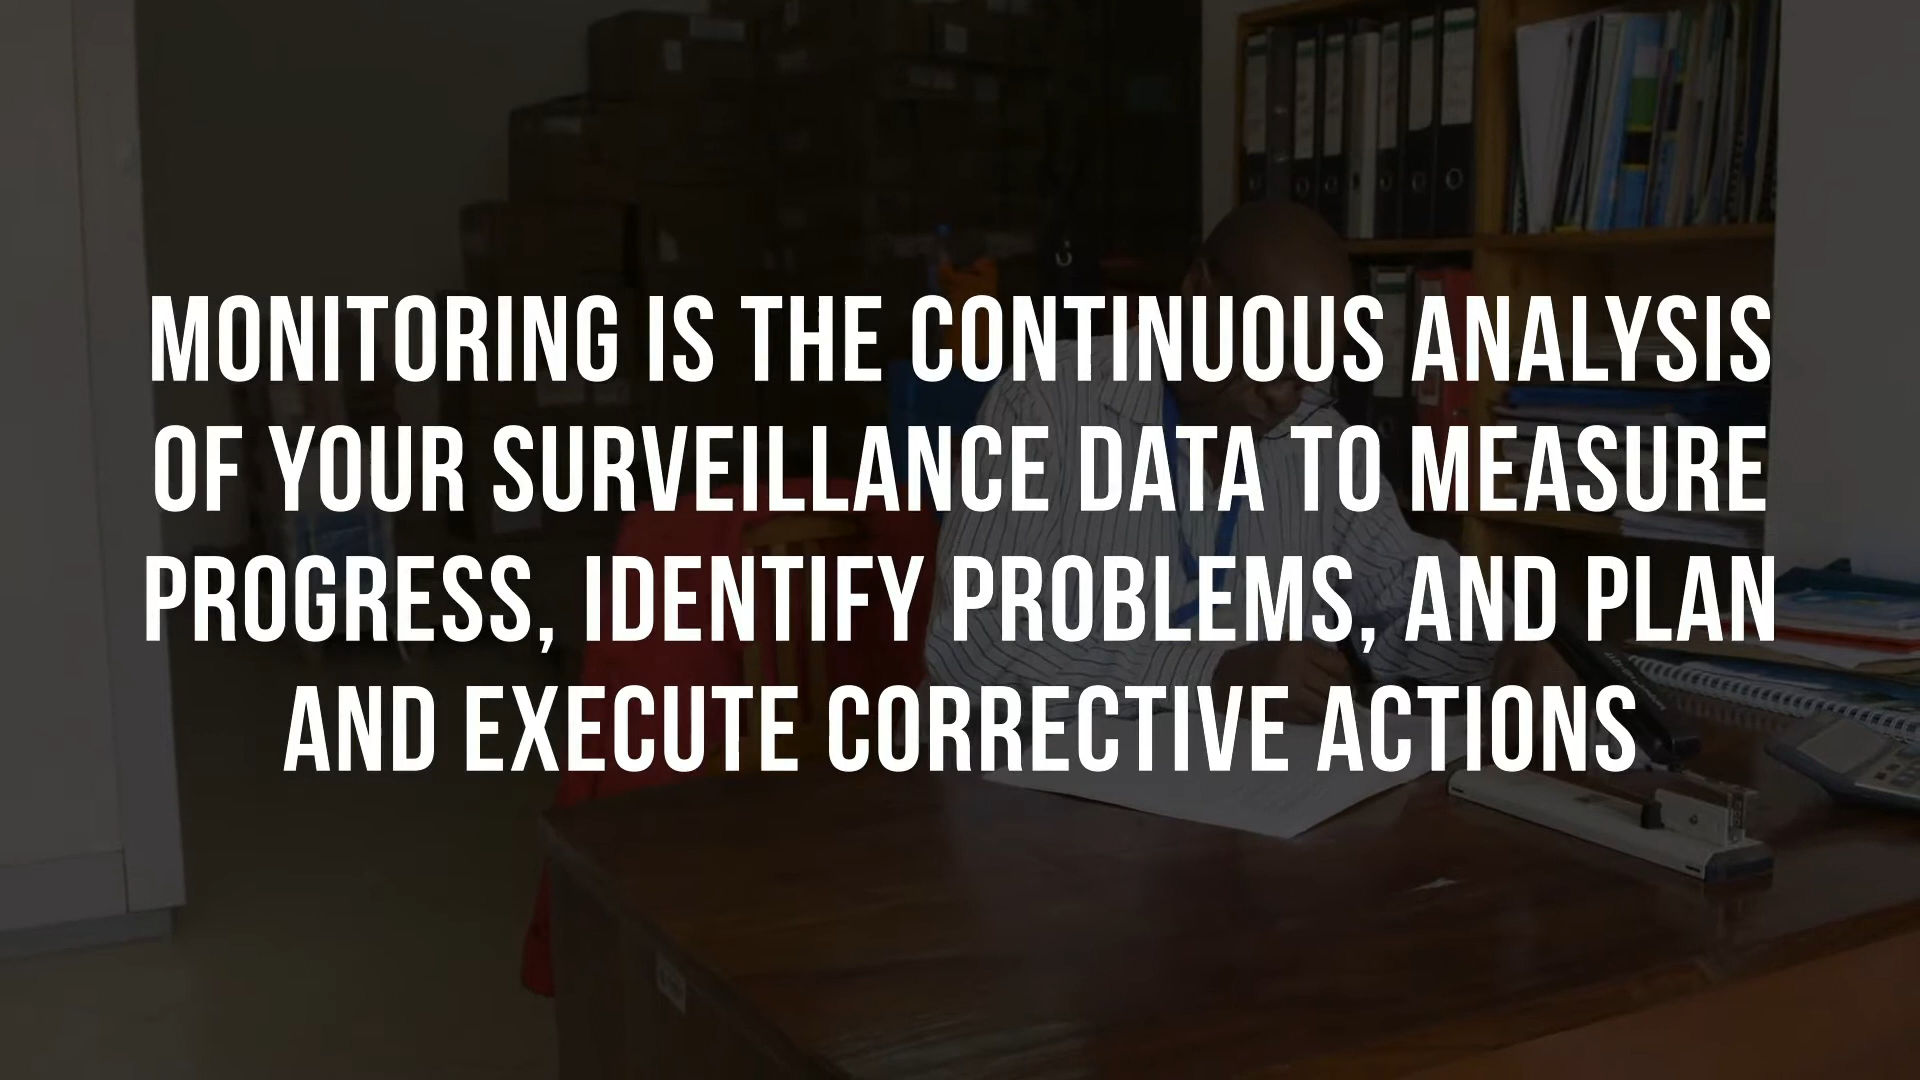 MONITORING IS THE CONTINUOUS ANALYSIS
OF YOUR SURVEILLANCE DATA TO MEASURE
PROGRESS, IDENTIFY PROBLEMS, AND PLAN
AND EXECUTE CORRECTIVE ACTIONS